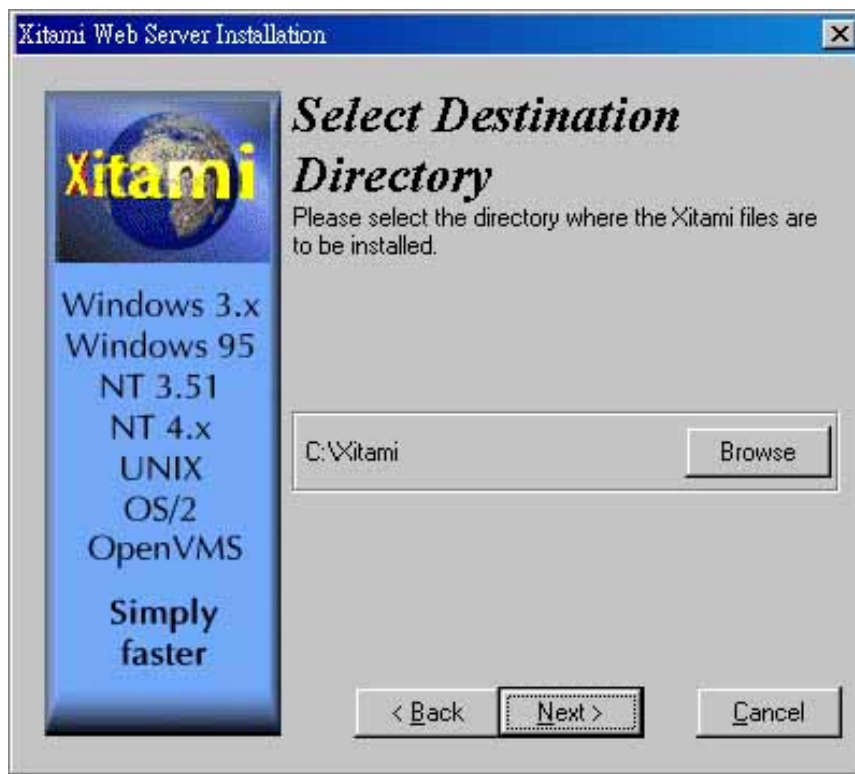 Xitami Web Server Installation
Xitami
Windows 3.x
Windows 95
NT 3.51
NT 4.x
UNIX
OS/2
OpenVMS
Simply
faster
Select Destination
Directory
Please select the directory where the Xitami files are
to be installed.
C:\Xitami
Browse
< Back
Next >
Cancel